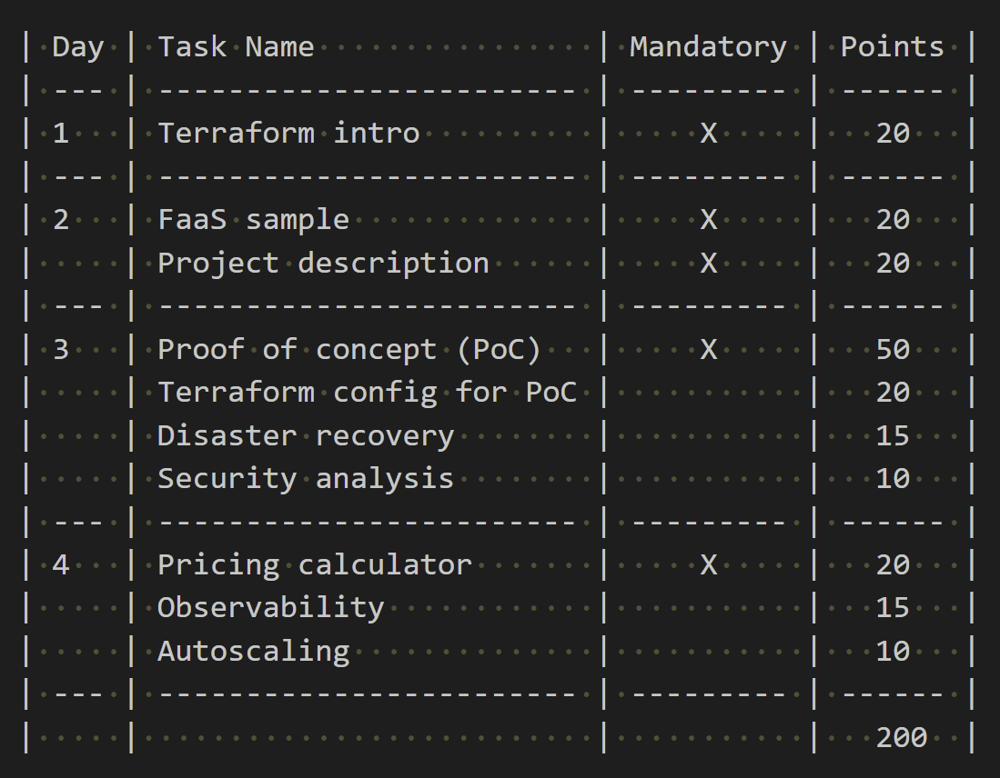 | Day | Task Name | Mandatory | Points |
| --- | ------------------------ | --------- | ------ |
| 1 | Terraform intro | X | 20 |
| --- | ------------------------ | --------- | ------ |
| 2 | FaaS sample | X | 20 |
| | Project description | X | 20 |
| --- | ------------------------ | --------- | ------ |
| 3 | Proof of concept (PoC) | X | 50 |
| | Terraform config for PoC | | 20 |
| | Disaster recovery | | 15 |
| | Security analysis | | 10 |
| --- | ------------------------ | --------- | ------ |
| 4 | Pricing calculator | X | 20 |
| | Observability | | 15 |
| | Autoscaling | | 10 |
| --- | ------------------------ | --------- | ------ |
| | | | 200 |